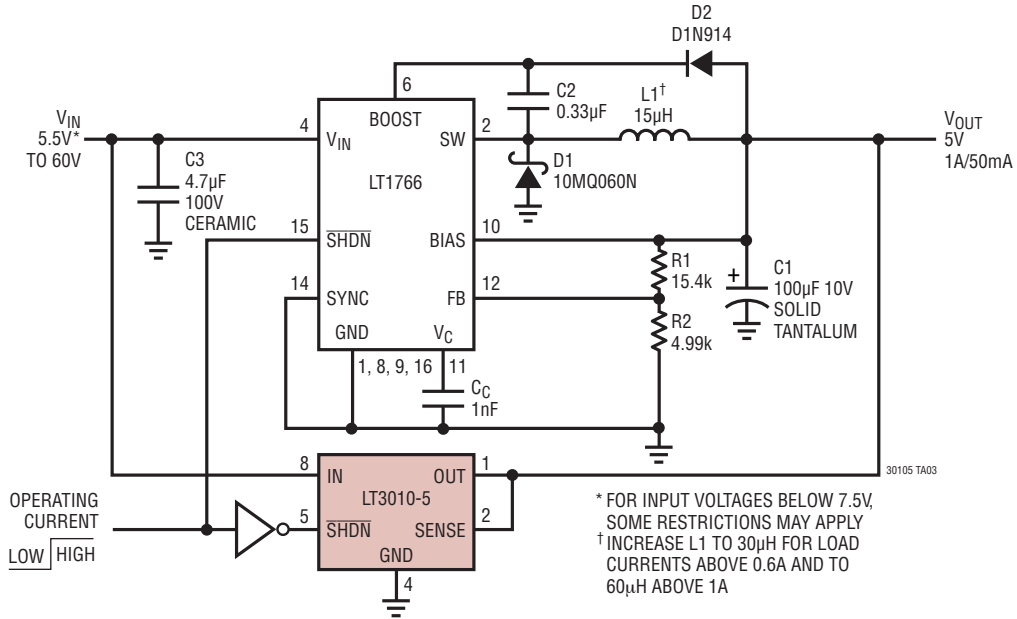 D2
D1N914
6
BOOST
C2
0.33µF
L1†
15µH
VIN
5.5V*
TO 60V
4
VIN
SW
2
VOUT
5V
1A/50mA
C3
4.7µF
100V
CERAMIC
LT1766
D1
10MQ060N
15
SHDN
BIAS
10
R1
15.4k
14
SYNC
FB
12
C1
+
100µF 10V
SOLID
TANTALUM
R2
4.99k
GND
VC
1, 8, 9, 16
11
CC
1nF
8
IN
OUT
1
LT3010-5
30105 TA03
OPERATING
CURRENT
LOW HIGH
5
SHDN
SENSE
2
GND
4
* FOR INPUT VOLTAGES BELOW 7.5V,
SOME RESTRICTIONS MAY APPLY
† INCREASE L1 TO 30µH FOR LOAD
CURRENTS ABOVE 0.6A AND TO
60µH ABOVE 1A